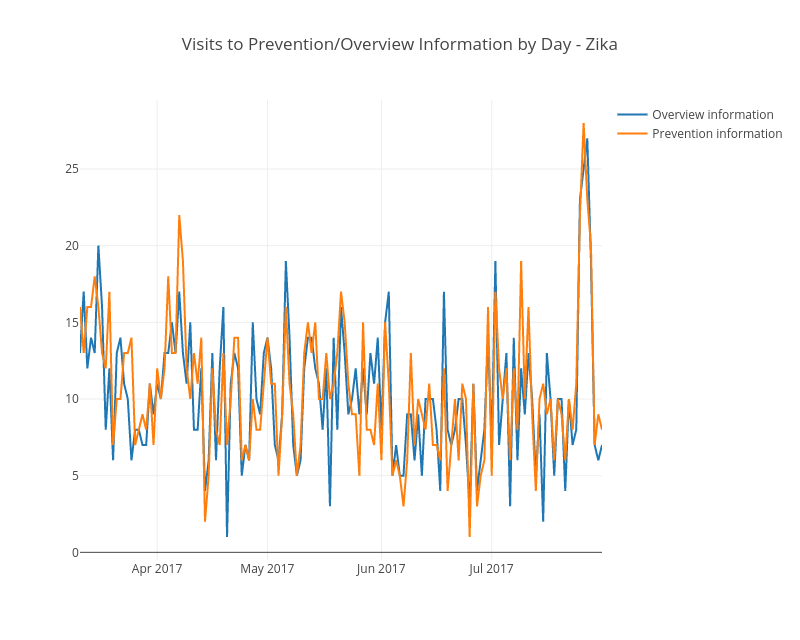 Visits to Prevention/Overview Information by Day - Zika
Overview information
Prevention information
25
20
15
10
5
0
Apr 2017
May 2017
Jun 2017
Jul 2017